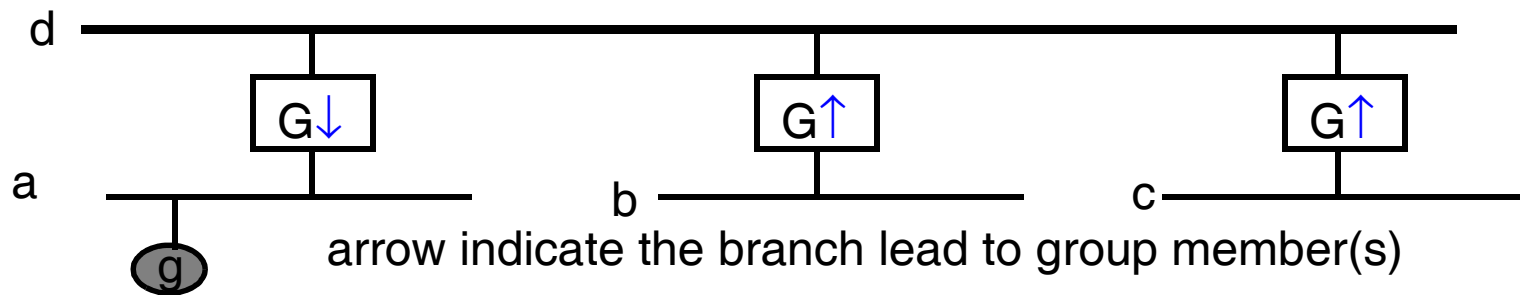 d
G↓ G↑ G↑
a b c
g arrow indicate the branch lead to group member(s)